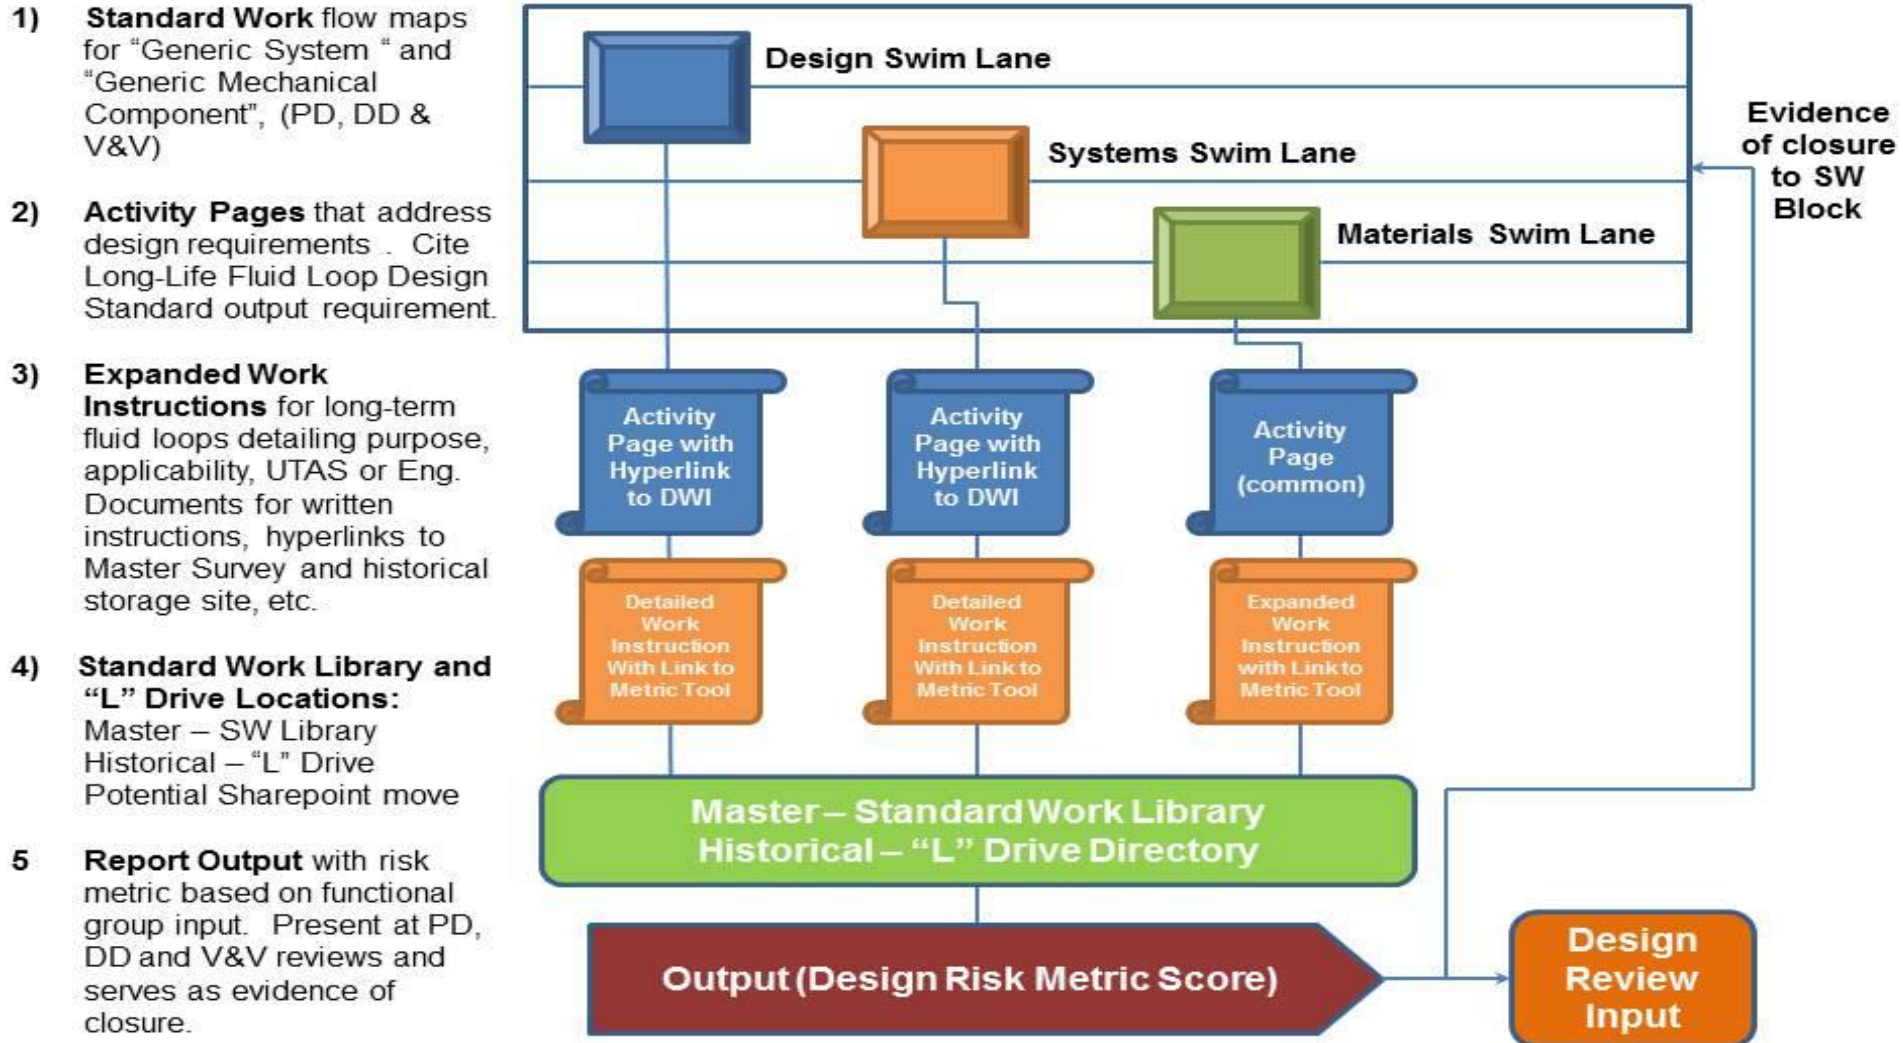 1) Standard Work flow maps
for “Generic System “ and
“Generic Mechanical
Component”, (PD, DD &
V&V)
2) Activity Pages that address
design requirements . Cite
Long-Life Fluid Loop Design
Standard output requirement.
3) Expanded Work
Instructions for long-term
fluid loops detailing purpose,
applicability, UTAS or Eng.
Documents for written
instructions, hyperlinks to
Master Survey and historical
storage site, etc.
4) Standard Work Library and
“L” Drive Locations:
Master – SW Library
Historical – “L” Drive
Potential Sharepoint move
5 Report Output with risk
metric based on functional
group input. Present at PD,
DD and V&V reviews and
serves as evidence of
closure.
Design Swim Lane
Systems Swim Lane
Materials Swim Lane
Evidence
of closure
to SW
Block
Activity
Page with
Hyperlink
to DWI
Activity
Page with
Hyperlink
to DWI
Activity
Page
(common)
Detailed
Work
Instruction
With Link to
Metric Tool
Detailed
Work
Instruction
With Link to
Metric Tool
Expanded
Work
Instruction
with Link to
Metric Tool
Master – Standard Work Library
Historical – “L” Drive Directory
Output (Design Risk Metric Score)
Design
Review
Input